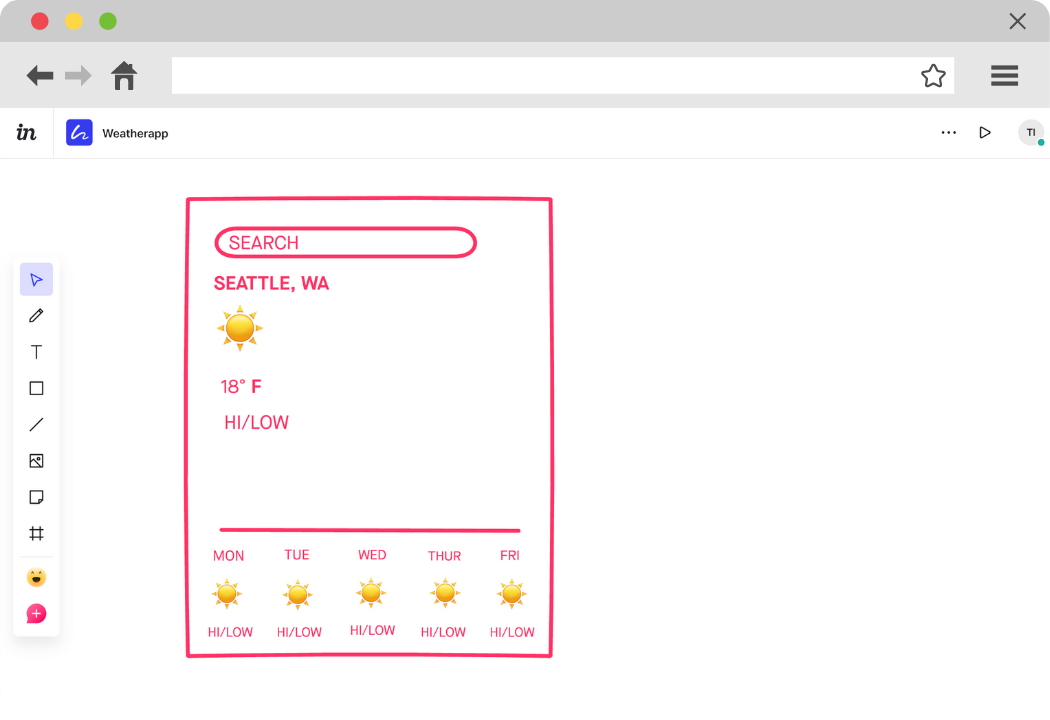 in Weatherapp TI
SEARCH
SEATTLE, WA
18° F
HI/LOW
MON TUE WED THUR FRI
HI/LOW HI/LOW HI/LOW HI/LOW HI/LOW